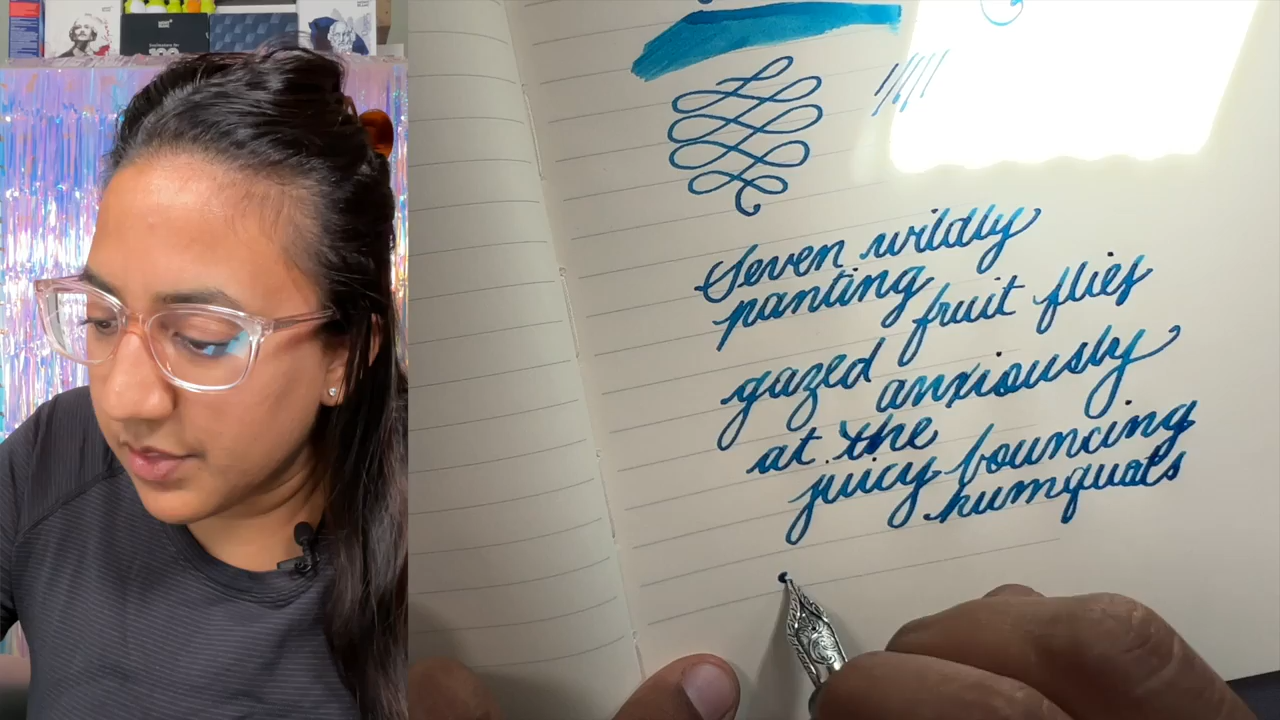 Seven wildly
panting fruit flies
gazed anxiously
at the
juicy bouncing
kumquats